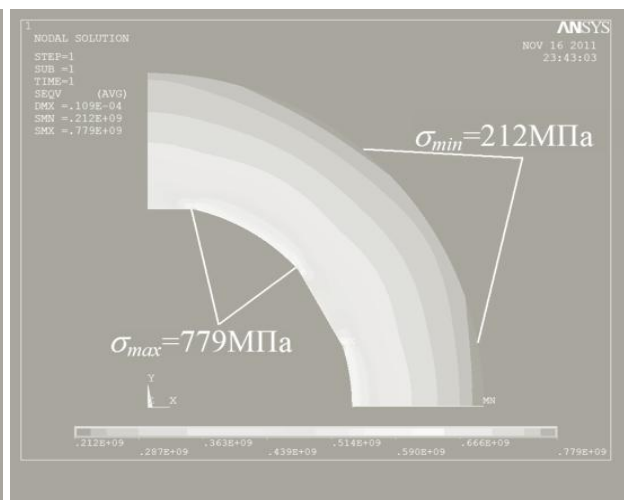 1
NODAL SOLUTION
STEP=1
SUB =1
TIME=1
SEQV (AVG)
DMX =.109E-04
SMN =.212E+09
SMX =.779E+09
ANSYS
NOV 16 2011
23:43:03
σmin=212МПа
σmax=779МПа
Y
X
MN
.212E+09 .363E+09 .514E+09 .666E+09 .779E+09
.287E+09 .439E+09 .590E+09